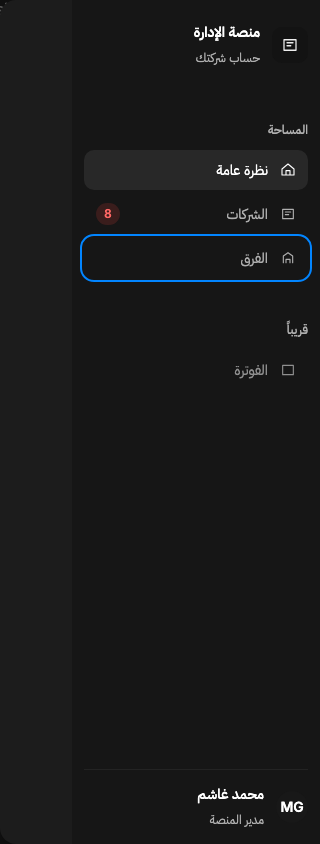 منصة الإدارة
حساب شركتك
المساحة
نظرة عامة
الشركات 8
الفرق
قريباً
الفوترة
محمد غاشم
مدير المنصة
MG